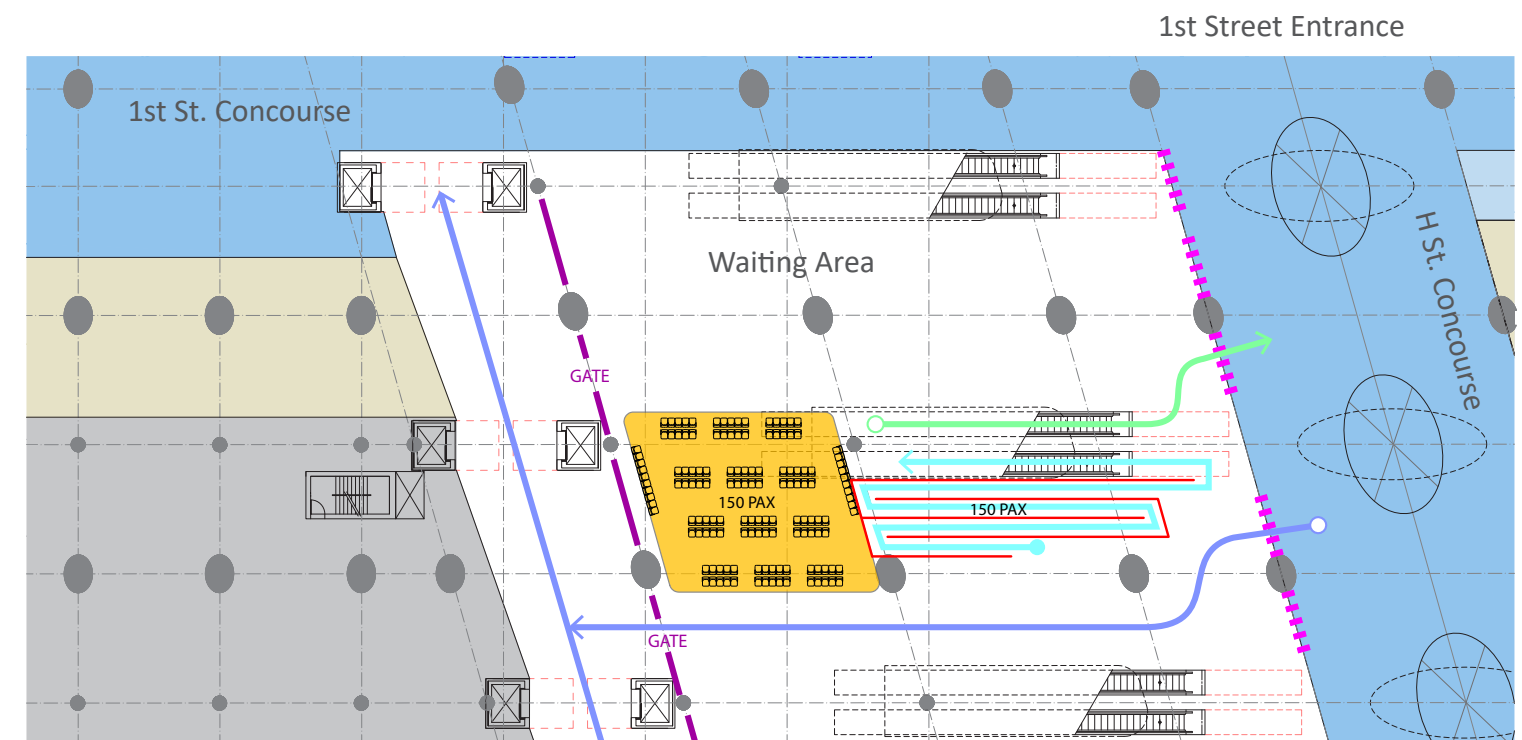 1st Street Entrance
1st St. Concourse
H St. Concourse
Waiting Area
GATE
150 PAX
150 PAX
GATE